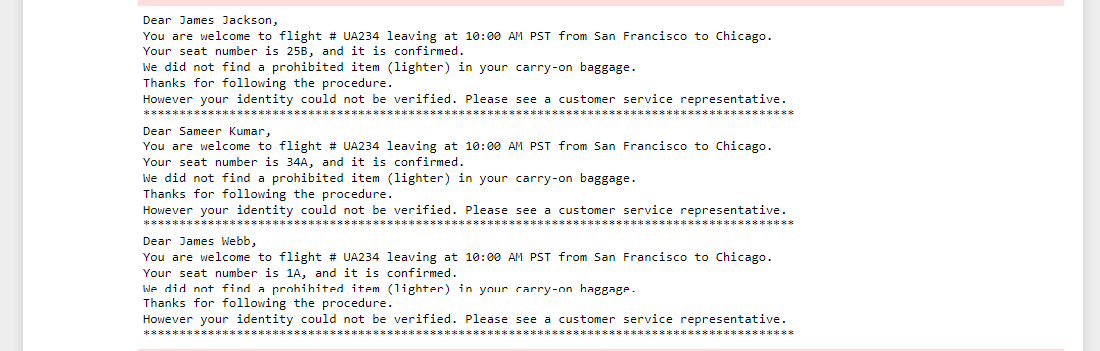 Dear James Jackson,
You are welcome to flight # UA234 leaving at 10:00 AM PST from San Francisco to Chicago.
Your seat number is 25B, and it is confirmed.
We did not find a prohibited item (lighter) in your carry-on baggage.
Thanks for following the procedure.
However your identity could not be verified. Please see a customer service representative.
*******************************************************************************************
Dear Sameer Kumar,
You are welcome to flight # UA234 leaving at 10:00 AM PST from San Francisco to Chicago.
Your seat number is 34A, and it is confirmed.
We did not find a prohibited item (lighter) in your carry-on baggage.
Thanks for following the procedure.
However your identity could not be verified. Please see a customer service representative.
*******************************************************************************************
Dear James Webb,
You are welcome to flight # UA234 leaving at 10:00 AM PST from San Francisco to Chicago.
Your seat number is 1A, and it is confirmed.
We did not find a prohibited item (lighter) in your carry-on baggage.
Thanks for following the procedure.
However your identity could not be verified. Please see a customer service representative.
*******************************************************************************************